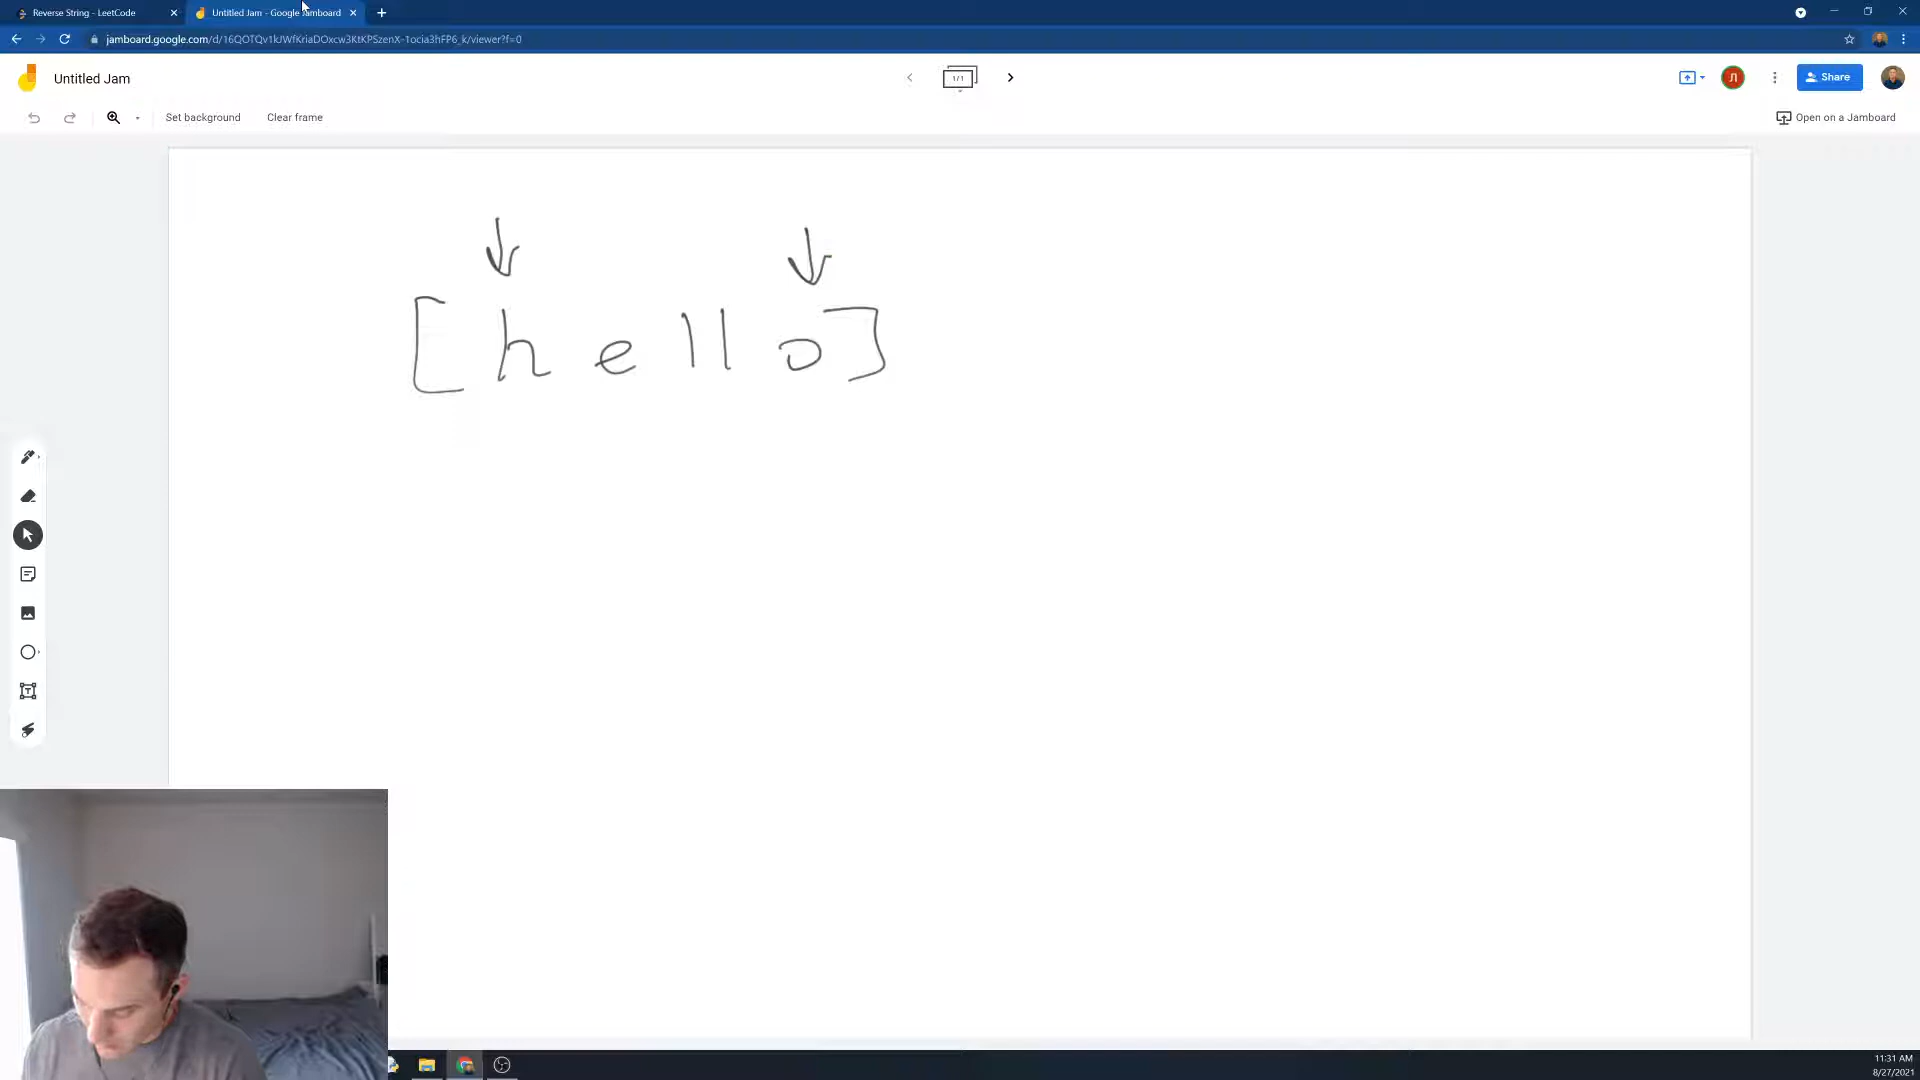 Reverse String - LeetCode
Untitled Jam - Google Jamboard
jamboard.google.com/d/16QOTQv1kJWfKriaDOxcw3KtKPSzenX-1ocia3hFP6_k/viewer?f=0
Untitled Jam
1/1
Л
Share
Set background
Clear frame
Open on a Jamboard
[ h e l l o ]
T
11:31 AM
8/27/2021